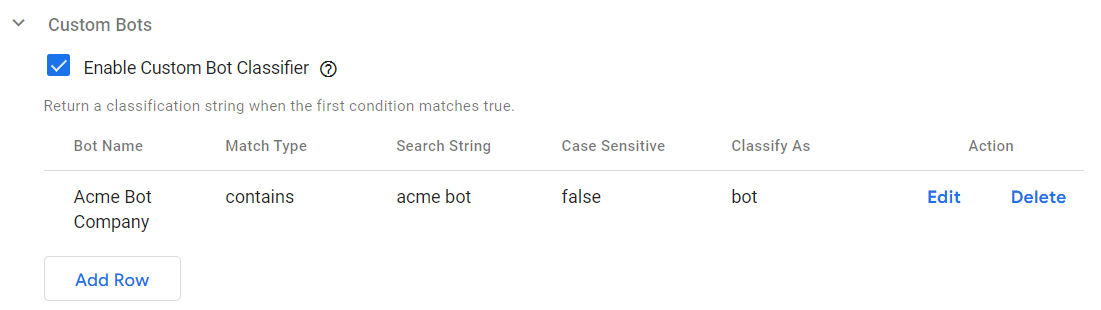 Custom Bots
Enable Custom Bot Classifier ?
Return a classification string when the first condition matches true.
Bot Name Match Type Search String Case Sensitive Classify As Action
Acme Bot Company contains acme bot false bot Edit Delete
Add Row